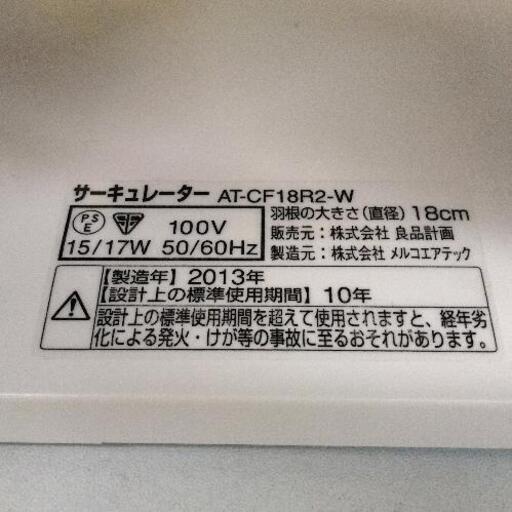 サーキュレーター AT-CF18R2-W
PSE 100V
15/17W 50/60Hz
羽根の大きさ(直径)18cm
販売元:株式会社 良品計画
製造元:株式会社 メルコエアテック
【製造年】2013年
【設計上の標準使用期間】10年
設計上の標準使用期間を超えて使用されますと、経年劣
化による発火・けが等の事故に至るおそれがあります。